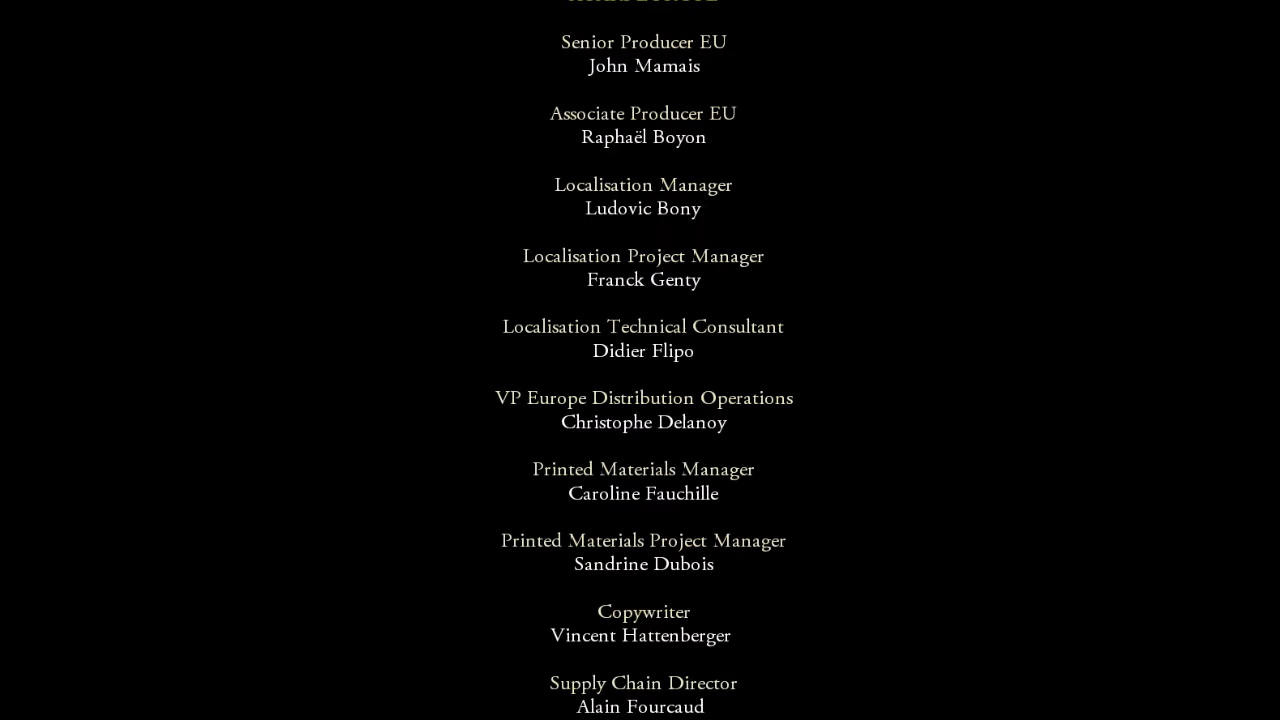 Senior Producer EU
John Mamais
Associate Producer EU
Raphaël Boyon
Localisation Manager
Ludovic Bony
Localisation Project Manager
Franck Genty
Localisation Technical Consultant
Didier Flipo
VP Europe Distribution Operations
Christophe Delanoy
Printed Materials Manager
Caroline Fauchille
Printed Materials Project Manager
Sandrine Dubois
Copywriter
Vincent Hattenberger
Supply Chain Director
Alain Fourcaud